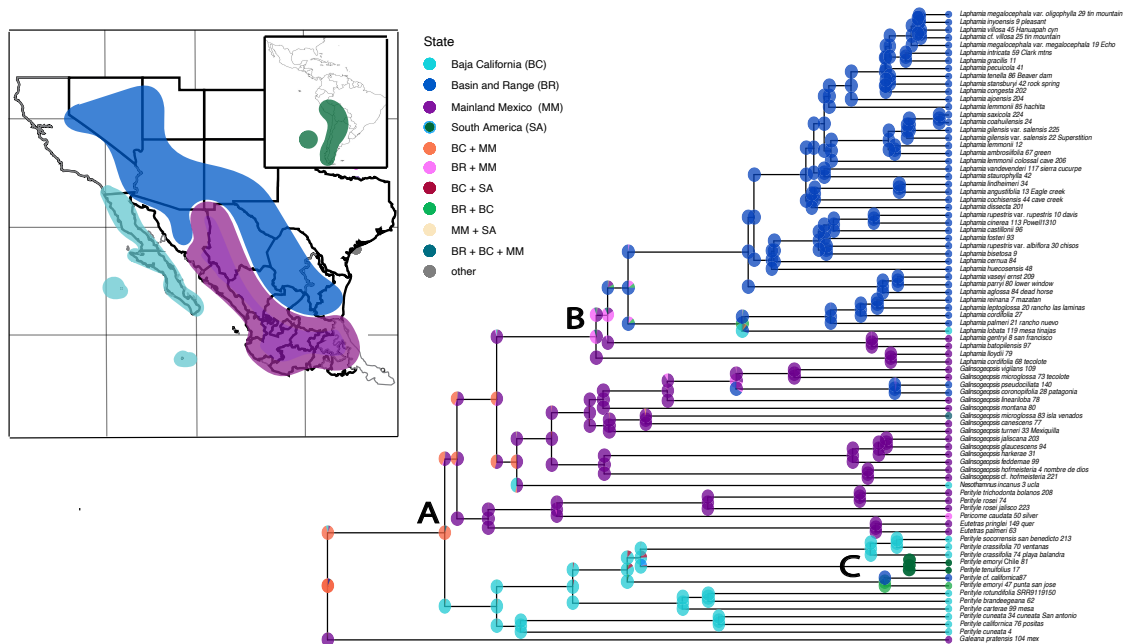 State
Baja California (BC)
Basin and Range (BR)
Mainland Mexico (MM)
South America (SA)
BC + MM
BR + MM
BC + SA
BR + BC
MM + SA
BR + BC + MM
other
A
B
C
Laphamia megalocephala var. oligophylla 29 tin mountain
Laphamia inyoensis 9 pleasant
Laphamia villosa 45 Hanuapah cyn
Laphamia cf. villosa 25 tin mountain
Laphamia megalocephala var. megalocephala 19 Echo
Laphamia intricata 59 Clark mtns
Laphamia gracilis 11
Laphamia pecuicola 41
Laphamia tenella 86 Beaver dam
Laphamia stansburyi 42 rock spring
Laphamia congesta 202
Laphamia ajoensis 204
Laphamia lemmonii 85 hachita
Laphamia saxicola 224
Laphamia coahuilensis 24
Laphamia gilensis var. salensis 225
Laphamia gilensis var. salensis 22 Superstition
Laphamia lemmonii 12
Laphamia ambrosiifolia 67 green
Laphamia lemmonii colossal cave 206
Laphamia vandevenderi 117 sierra cucurpe
Laphamia staurophylla 42
Laphamia lindheimeri 34
Laphamia angustifolia 13 Eagle creek
Laphamia cochisensis 44 cave creek
Laphamia dissecta 201
Laphamia rupestris var. rupestris 10 davis
Laphamia cinerea 113 Powell1310
Laphamia castillonii 96
Laphamia fosteri 93
Laphamia rupestris var. albiflora 30 chisos
Laphamia bisetosa 9
Laphamia cernua 84
Laphamia huecosensis 48
Laphamia vaseyi ernst 209
Laphamia parryi 80 lower window
Laphamia aglossa 84 dead horse
Laphamia reinana 7 mazatan
Laphamia leptoglossa 20 rancho las laminas
Laphamia cordifolia 27
Laphamia palmeri 21 rancho nuevo
Laphamia lobata 119 mesa tinajas
Laphamia gentryi 8 san francisco
Laphamia batopilensis 97
Laphamia lloydii 79
Laphamia cordifolia 68 tecolote
Galinsogeopsis vigilans 109
Galinsogeopsis microglossa 73 tecolote
Galinsogeopsis pseudociliata 140
Galinsogeopsis coronopifolia 28 patagonia
Galinsogeopsis lineariloba 78
Galinsogeopsis montana 80
Galinsogeopsis microglossa 83 isla venados
Galinsogeopsis canescens 77
Galinsogeopsis turneri 33 Mexiquilla
Galinsogeopsis jaliscana 203
Galinsogeopsis glaucescens 94
Galinsogeopsis harkerae 31
Galinsogeopsis feddemae 99
Galinsogeopsis hofmeisteria 4 nombre de dios
Galinsogeopsis cf. hofmeisteria 221
Nesothamnus incanus 3 ucla
Perityle trichodonta bolanos 208
Perityle rosei 74
Perityle rosei jalisco 223
Pericome caudata 50 silver
Eutetras pringlei 149 quer
Eutetras palmeri 63
Perityle socorrensis san benedicto 213
Perityle crassifolia 70 ventanas
Perityle crassifolia 74 playa balandra
Perityle emoryi Chile 81
Perityle tenuifolius 17
Perityle cf. californica87
Perityle emoryi 47 punta san jose
Perityle rotundifolia SRR9119150
Perityle brandeegeana 62
Perityle carterae 99 mesa
Perityle cuneata 34 cuneata San antonio
Perityle californica 76 positas
Perityle cuneata 4
Galeana pratensis 104 mex